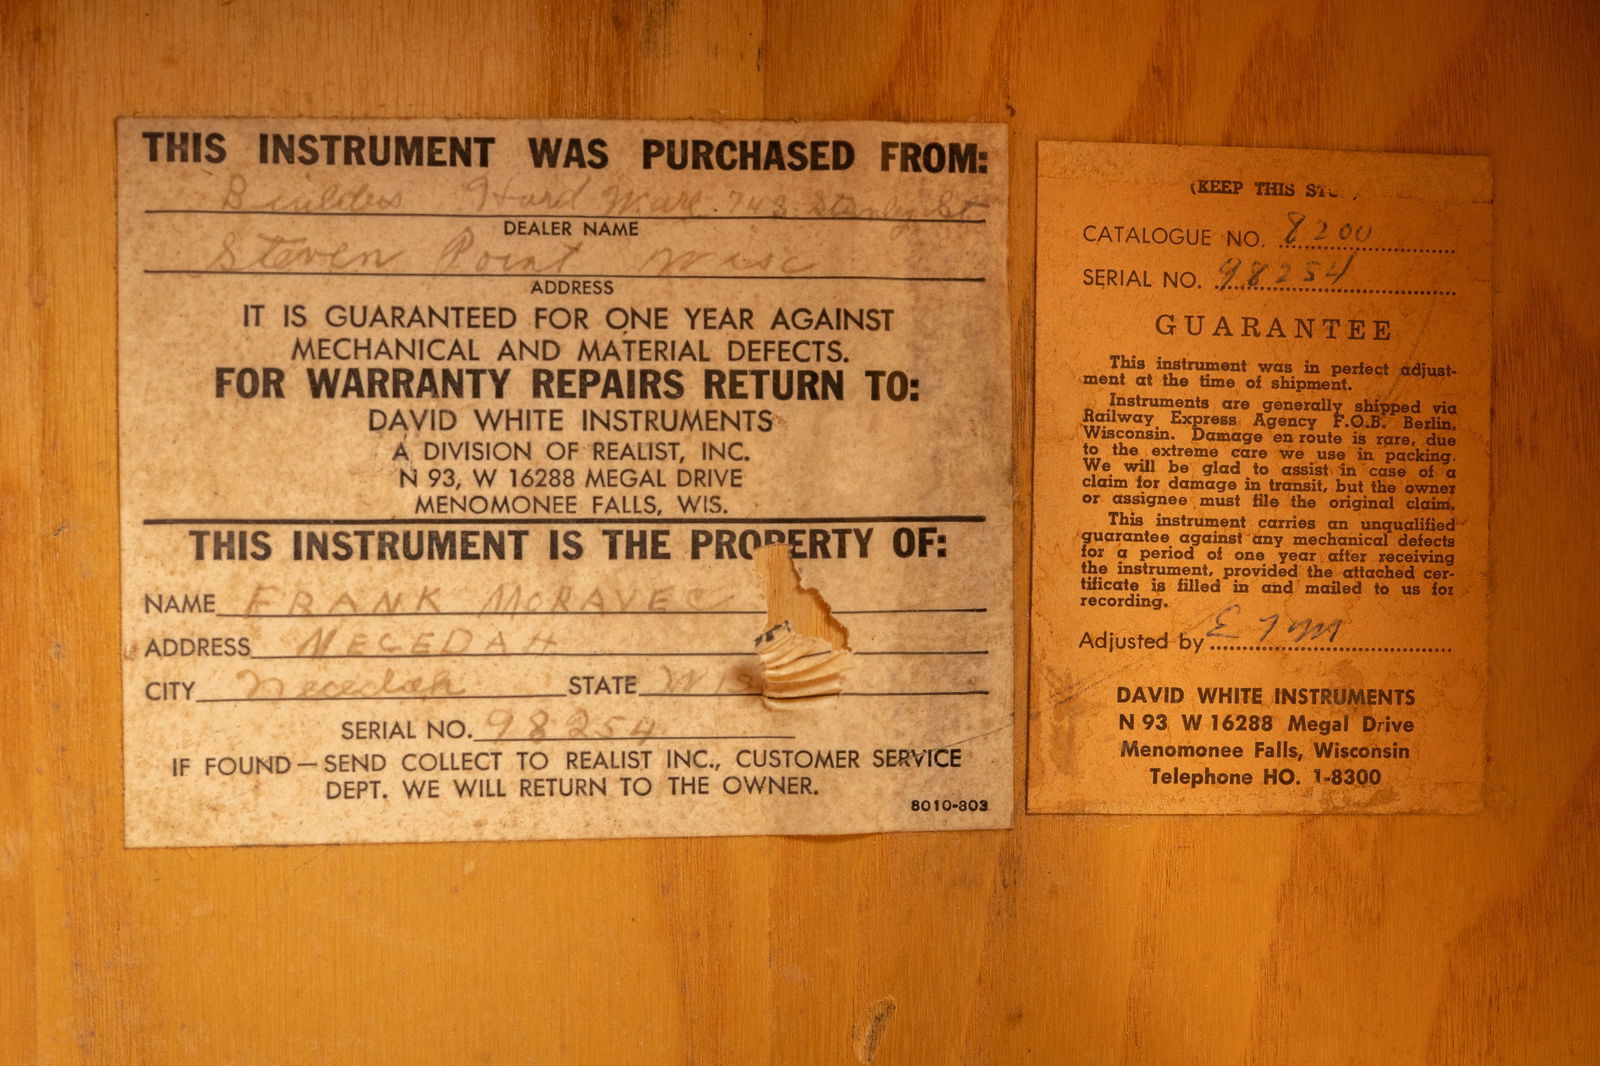 THIS INSTRUMENT WAS PURCHASED FROM:
Builders Hard Ware. 743 Stanley St
DEALER NAME
Steven Point Wisc
ADDRESS
IT IS GUARANTEED FOR ONE YEAR AGAINST
MECHANICAL AND MATERIAL DEFECTS.
FOR WARRANTY REPAIRS RETURN TO:
DAVID WHITE INSTRUMENTS
A DIVISION OF REALIST, INC.
N 93, W 16288 MEGAL DRIVE
MENOMONEE FALLS, WIS.
THIS INSTRUMENT IS THE PROPERTY OF:
NAME FRANK MORAVEC
ADDRESS NECEDAH
CITY Necedah STATE Wis
SERIAL NO. 98254
IF FOUND—SEND COLLECT TO REALIST INC., CUSTOMER SERVICE
DEPT. WE WILL RETURN TO THE OWNER.
8010-803
(KEEP THIS
CATALOGUE NO. 8200
SERIAL NO. 98254
GUARANTEE
This instrument was in perfect adjust-
ment at the time of shipment.
Instruments are generally shipped via
Railway Express Agency F.O.B. Berlin,
Wisconsin. Damage en route is rare, due
to the extreme care we use in packing.
We will be glad to assist in case of a
claim for damage in transit, but the owner
or assignee must file the original claim.
This instrument carries an unqualified
guarantee against any mechanical defects
for a period of one year after receiving
the instrument, provided the attached cer-
tificate is filled in and mailed to us for
recording.
Adjusted by
DAVID WHITE INSTRUMENTS
N 93 W 16288 Megal Drive
Menomonee Falls, Wisconsin
Telephone HO. 1-8300